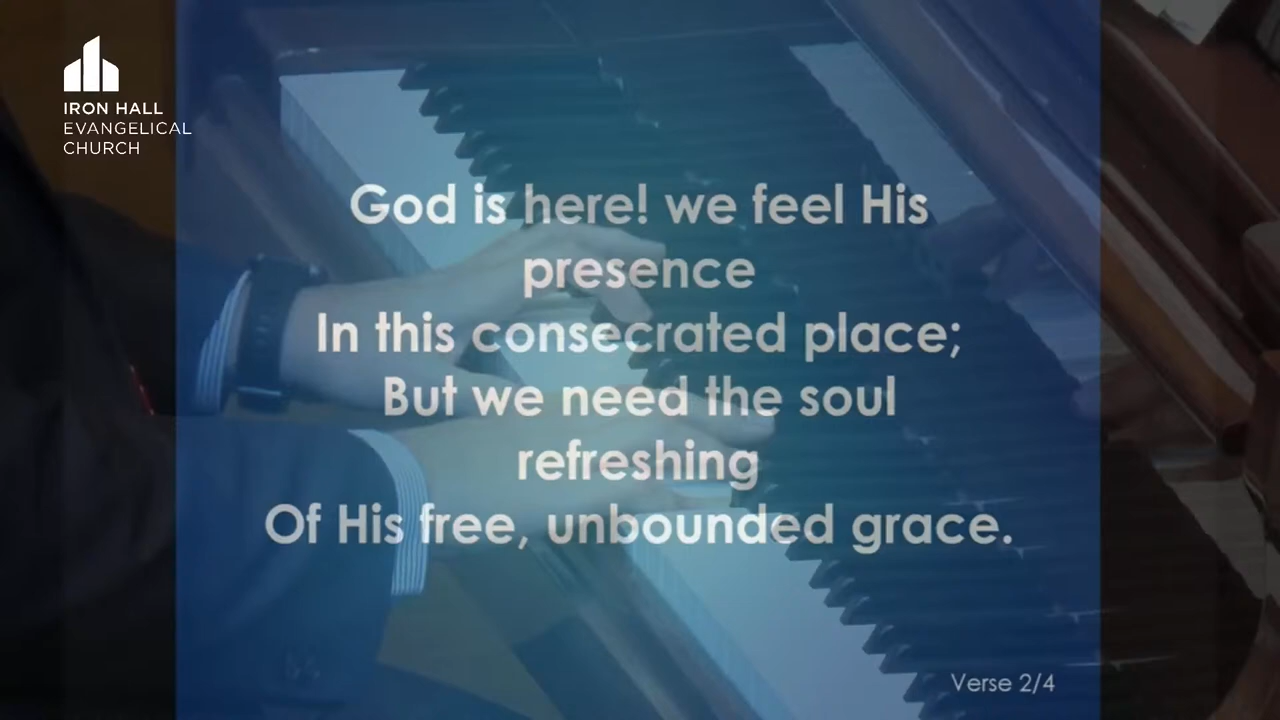 IRON HALL
EVANGELICAL
CHURCH
God is here! we feel His
presence
In this consecrated place;
But we need the soul
refreshing
Of His free, unbounded grace.
Verse 2/4